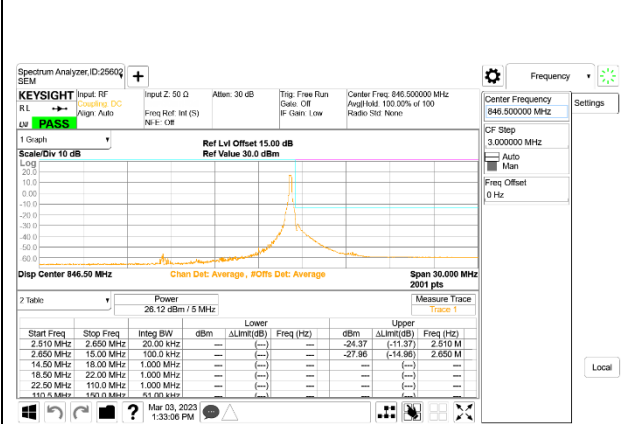 Spectrum Analyzer,ID:25602
SEM
+
Frequency
KEYSIGHT
RL
PASS
Input: RF
Coupling: DC
Align: Auto
Input Z: 50 Ω
Freq Ref: Int (S)
NFE: Off
Atten: 30 dB
Trig: Free Run
Gate: Off
IF Gain: Low
Center Freq: 846.500000 MHz
Avg|Hold: 100.00% of 100
Radio Std: None
Center Frequency
846.500000 MHz
Settings
CF Step
3.000000 MHz
Auto
Man
Freq Offset
0 Hz
Local
1 Graph
Scale/Div 10 dB
Ref Lvl Offset 15.00 dB
Ref Value 30.0 dBm
Log
20.0
10.0
0.00
-10.0
-20.0
-30.0
-40.0
-50.0
-60.0
Disp Center 846.50 MHz
Chan Det: Average , #Offs Det: Average
Span 30.000 MHz
2001 pts
2 Table
Power
26.12 dBm / 5 MHz
Measure Trace
Trace 1
Lower Upper
Start Freq Stop Freq Integ BW dBm ΔLimit(dB) Freq (Hz) dBm ΔLimit(dB) Freq (Hz)
2.510 MHz 2.650 MHz 20.00 kHz --- (---) --- -24.37 (-11.37) 2.510 M
2.650 MHz 15.00 MHz 100.0 kHz --- (---) --- -27.96 (-14.96) 2.650 M
14.50 MHz 18.00 MHz 1.000 MHz --- (---) --- --- (---) ---
18.50 MHz 22.00 MHz 1.000 MHz --- (---) --- --- (---) ---
22.50 MHz 110.0 MHz 1.000 MHz --- (---) --- --- (---) ---
110.5 MHz 150.0 MHz 51.00 kHz --- (---) --- --- (---) ---
?
Mar 03, 2023
1:33:06 PM